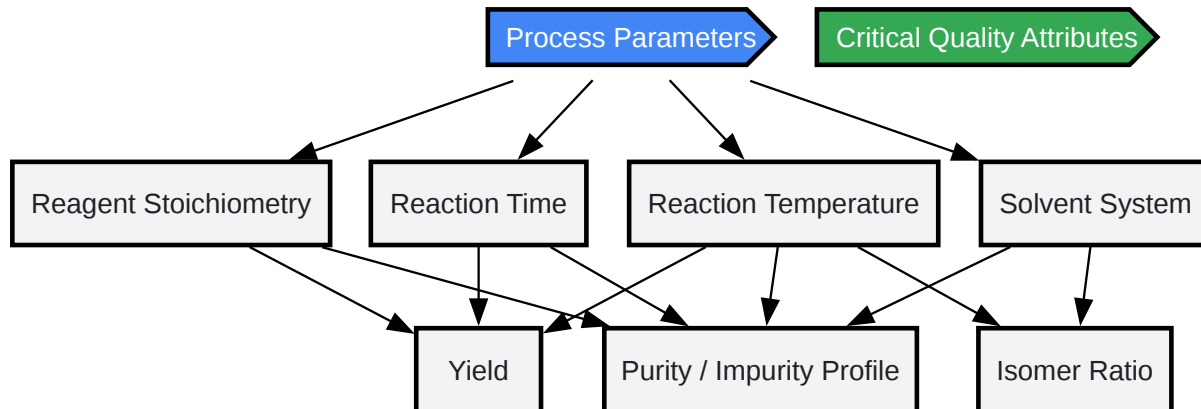 Process Parameters
Critical Quality Attributes
Reagent Stoichiometry
Reaction Time
Reaction Temperature
Solvent System
Yield
Purity / Impurity Profile
Isomer Ratio